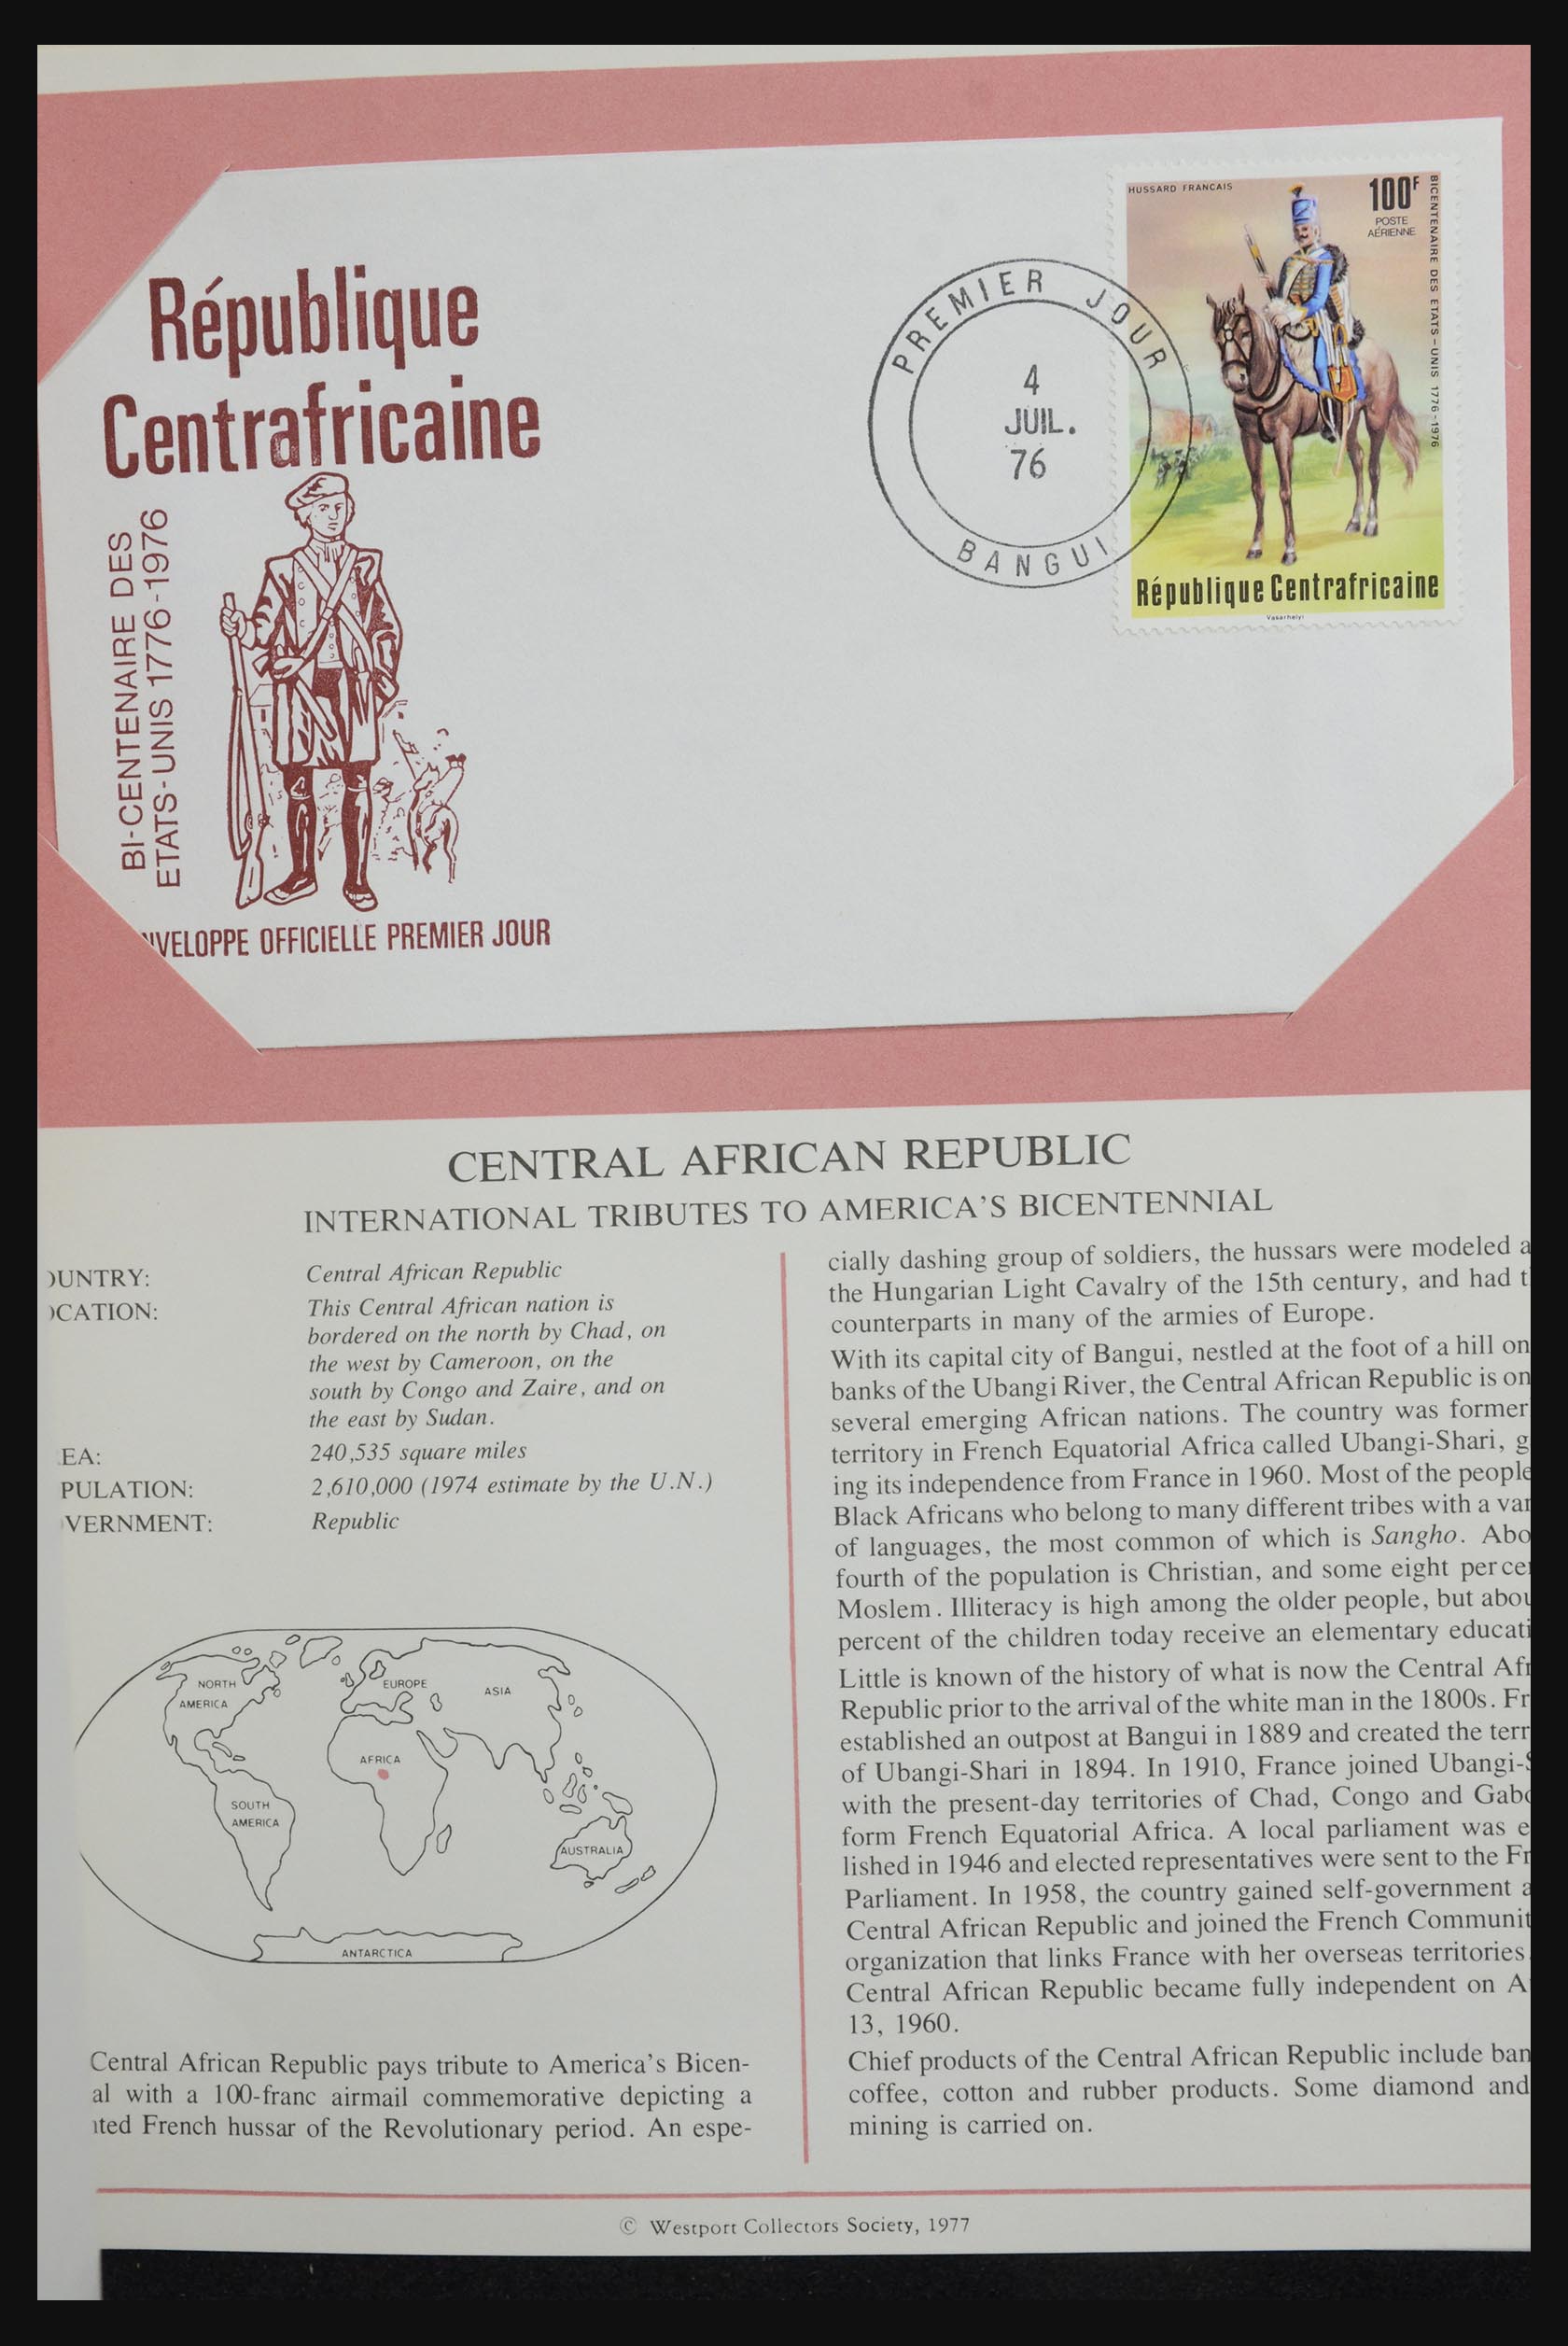 République
Centrafricaine
BI-CENTENAIRE DES
ETATS-UNIS 1776-1976
NVELOPPE OFFICIELLE PREMIER JOUR
PREMIER JOUR
4
JUIL.
76
BANGUI
HUSSARD FRANCAIS
100F
POSTE
AÉRIENNE
BICENTENAIRE DES ETATS-UNIS 1776-1976
République Centrafricaine
Vasarhelyi
CENTRAL AFRICAN REPUBLIC
INTERNATIONAL TRIBUTES TO AMERICA'S BICENTENNIAL
OUNTRY: Central African Republic
OCATION: This Central African nation is
bordered on the north by Chad, on
the west by Cameroon, on the
south by Congo and Zaire, and on
the east by Sudan.
EA: 240,535 square miles
PULATION: 2,610,000 (1974 estimate by the U.N.)
VERNMENT: Republic
NORTH
AMERICA
EUROPE
ASIA
AFRICA
SOUTH
AMERICA
AUSTRALIA
ANTARCTICA
Central African Republic pays tribute to America's Bicen-
al with a 100-franc airmail commemorative depicting a
ted French hussar of the Revolutionary period. An espe-
cially dashing group of soldiers, the hussars were modeled a
the Hungarian Light Cavalry of the 15th century, and had t
counterparts in many of the armies of Europe.
With its capital city of Bangui, nestled at the foot of a hill on
banks of the Ubangi River, the Central African Republic is on
several emerging African nations. The country was former
territory in French Equatorial Africa called Ubangi-Shari, g
ing its independence from France in 1960. Most of the people
Black Africans who belong to many different tribes with a var
of languages, the most common of which is Sangho. Abo
fourth of the population is Christian, and some eight perce
Moslem. Illiteracy is high among the older people, but abou
percent of the children today receive an elementary educati
Little is known of the history of what is now the Central Afr
Republic prior to the arrival of the white man in the 1800s. Fr
established an outpost at Bangui in 1889 and created the terr
of Ubangi-Shari in 1894. In 1910, France joined Ubangi-S
with the present-day territories of Chad, Congo and Gabo
form French Equatorial Africa. A local parliament was e
lished in 1946 and elected representatives were sent to the Fr
Parliament. In 1958, the country gained self-government a
Central African Republic and joined the French Communit
organization that links France with her overseas territories.
Central African Republic became fully independent on A
13, 1960.
Chief products of the Central African Republic include ban
coffee, cotton and rubber products. Some diamond and
mining is carried on.
© Westport Collectors Society, 1977